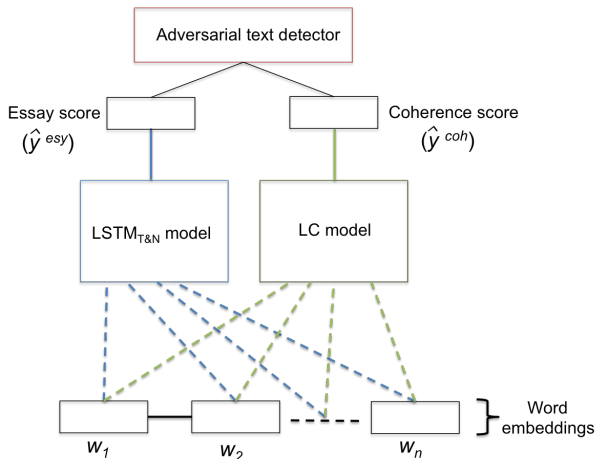 Adversarial text detector
Essay score
(ŷ esy)
Coherence score
(ŷ coh)
LSTMT&N model
LC model
w1
w2
wn
Word
embeddings